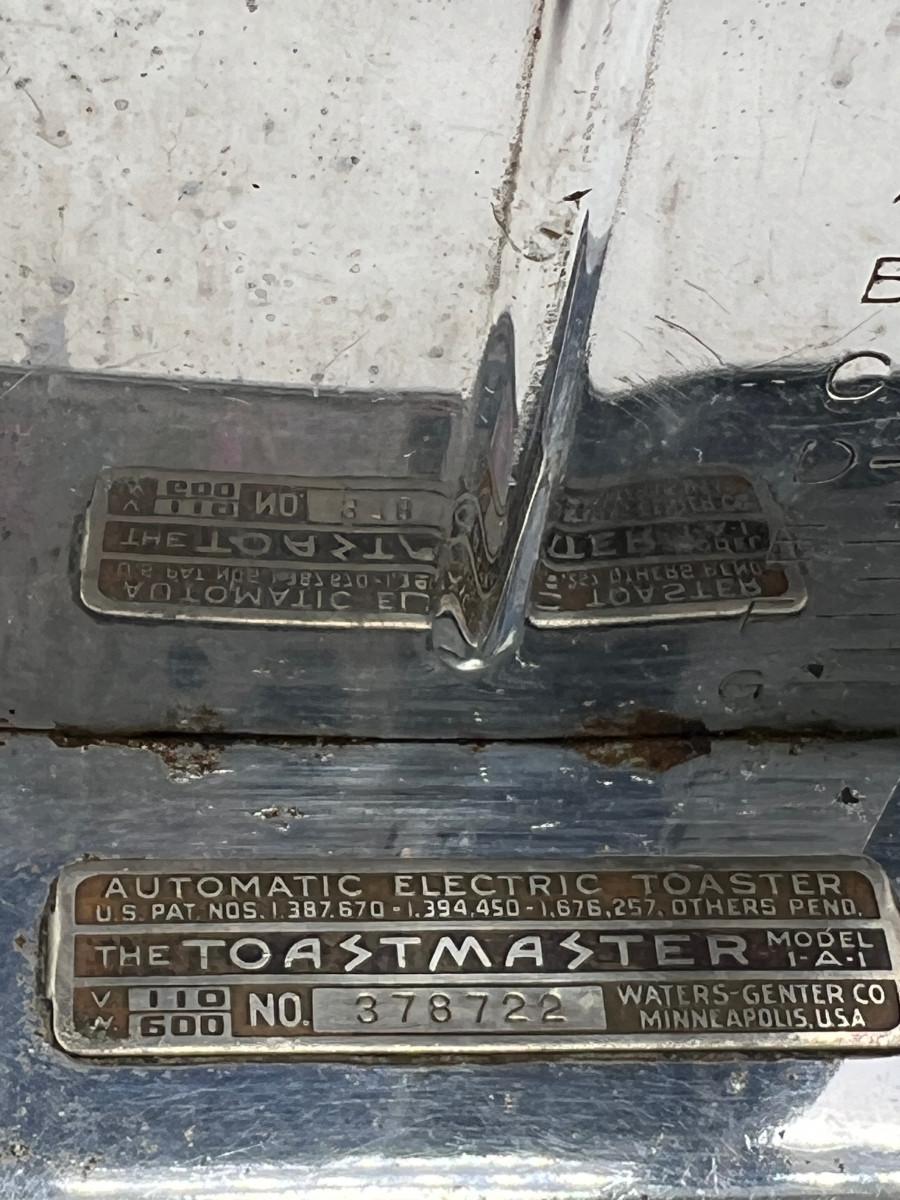 B
C
D-
G
AUTOMATIC ELECTRIC TOASTER
U.S. PAT. NOS. 1,387,670 - 1,394,450 - 1,676,257. OTHERS PEND.
THE TOASTMASTER MODEL 1-A-1
V. 110 NO. 378722 WATERS-GENTER CO
W. 600 MINNEAPOLIS, USA